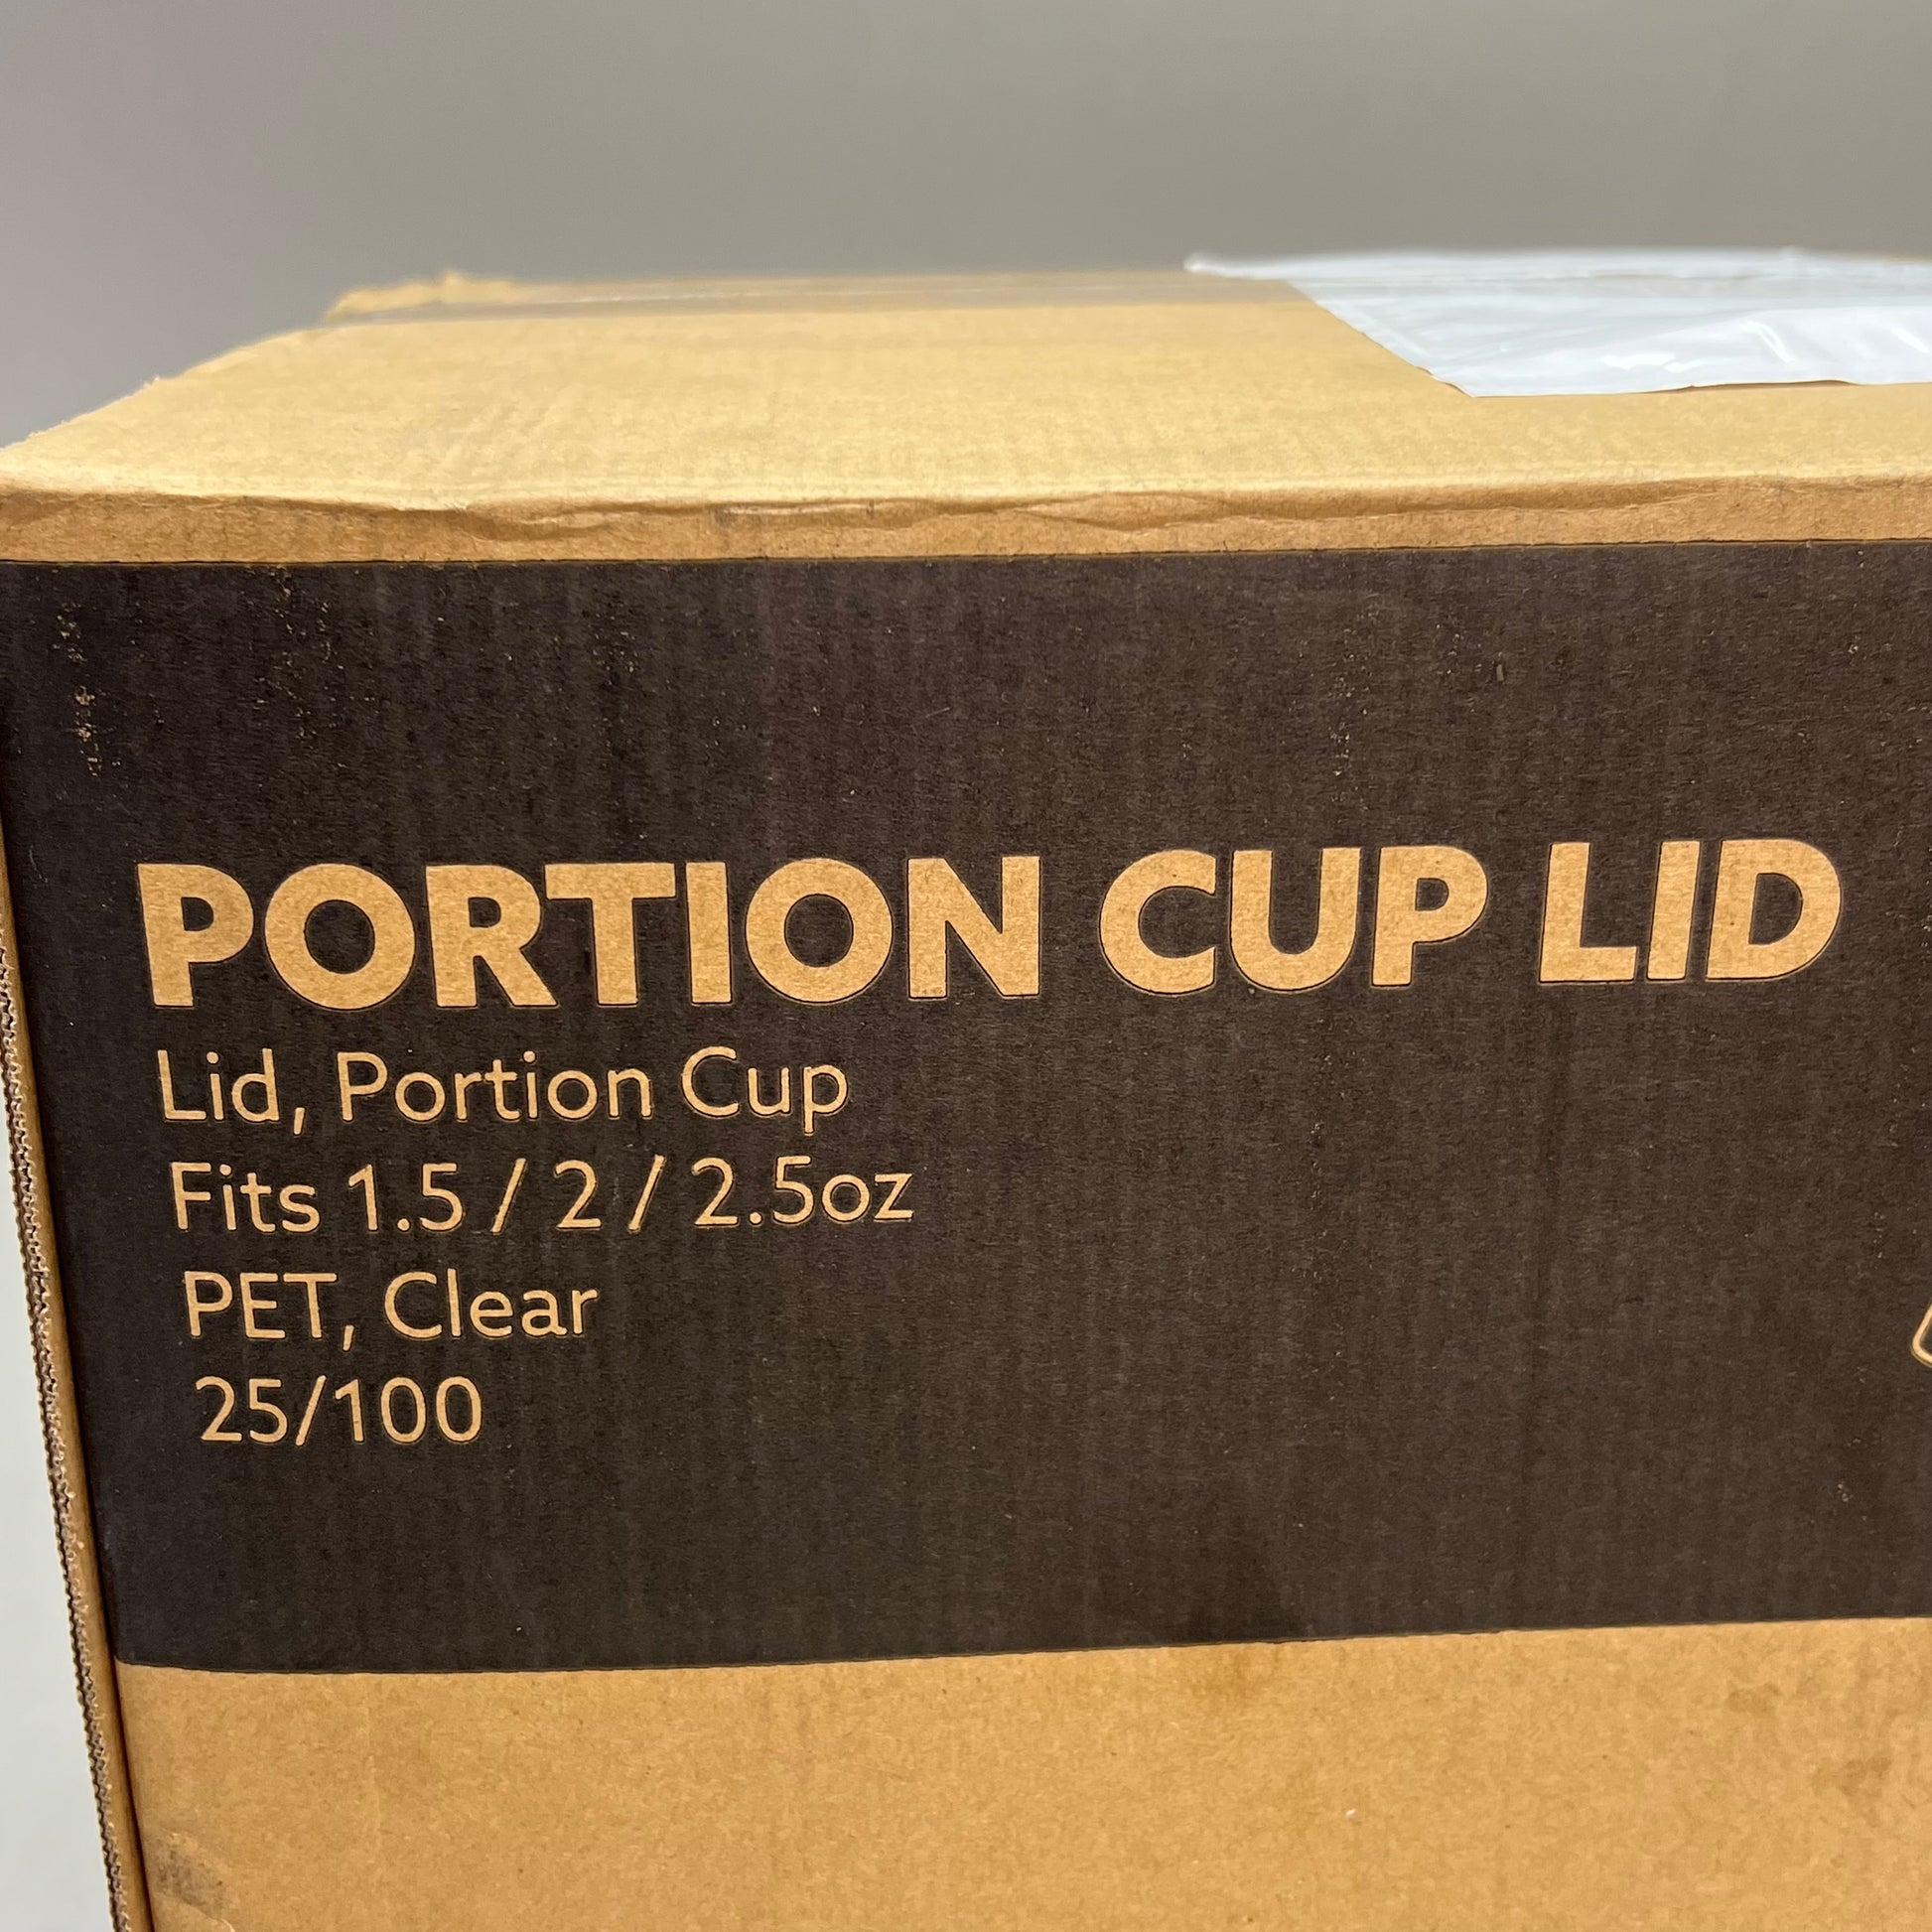 PORTION CUP LID
Lid, Portion Cup
Fits 1.5 / 2 / 2.5oz
PET, Clear
25/100